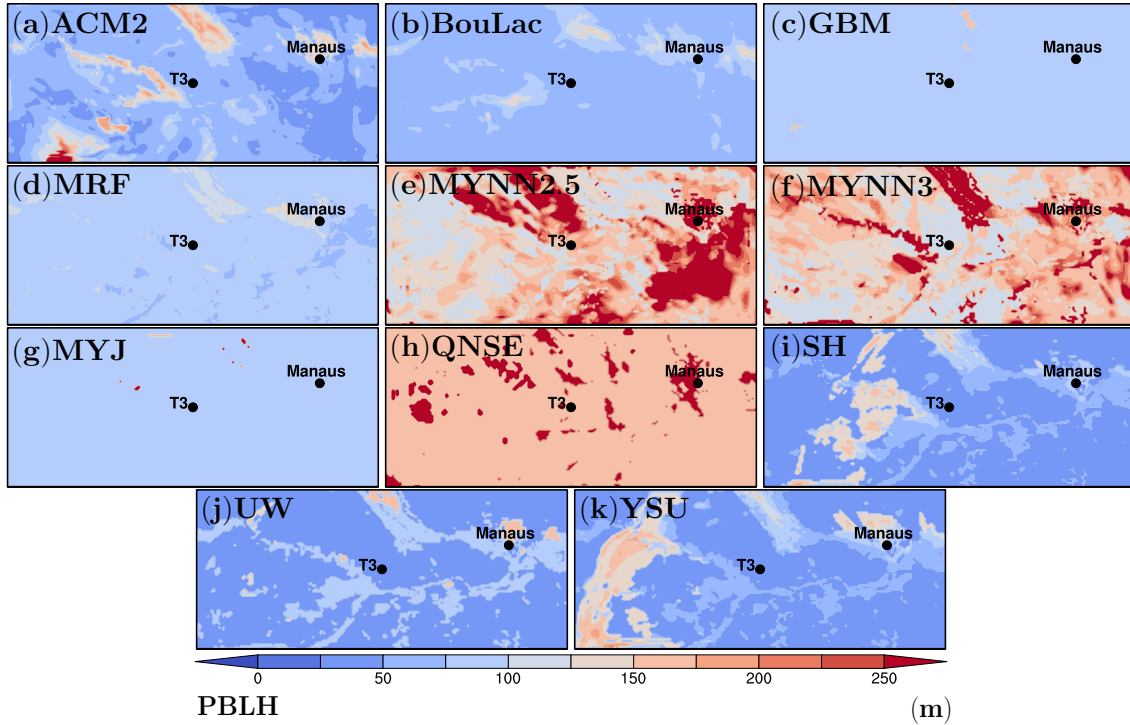 (a)ACM2
Manaus
T3
(b)BouLac
Manaus
T3
(c)GBM
Manaus
T3
(d)MRF
Manaus
T3
(e)MYNN2.5
Manaus
T3
(f)MYNN3
Manaus
T3
(g)MYJ
Manaus
T3
(h)QNSE
Manaus
T3
(i)SH
Manaus
T3
(j)UW
Manaus
T3
(k)YSU
Manaus
T3
0 50 100 150 200 250
PBLH (m)